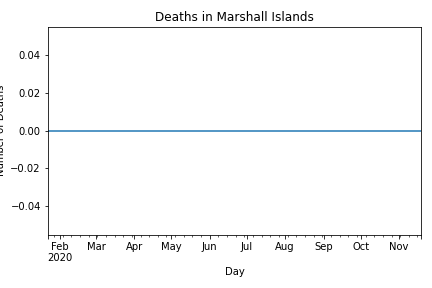 Deaths in Marshall Islands
Number of Deaths
0.04
0.02
0.00
−0.02
−0.04
Feb Mar Apr May Jun Jul Aug Sep Oct Nov
2020
Day